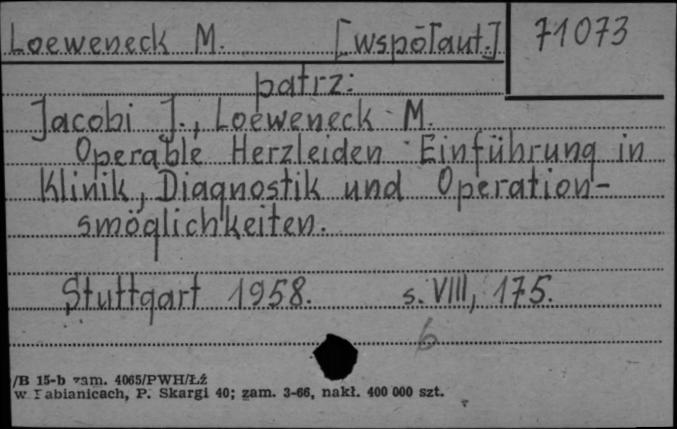 Loeweneck M. [współaut.] 71073
patrz:
Jacobi J., Loeweneck M.
Operable Herzleiden Einführung in
Klinik, Diagnostik und Operation-
smöglichkeiten.
Stuttgart 1958. s. VIII, 175.
6
/B 15-b zam. 4065/PWH/Łź
w Pabianicach, P. Skargi 40; zam. 3-66, nakł. 400 000 szt.